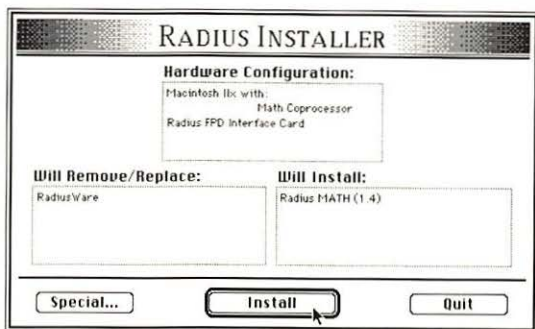 RADIUS INSTALLER
Hardware Configuration:
Macintosh IIx with:
Math Coprocessor
Radius FPD Interface Card
Will Remove/Replace:
RadiusWare
Will Install:
Radius MATH (1.4)
Special...
Install
Quit